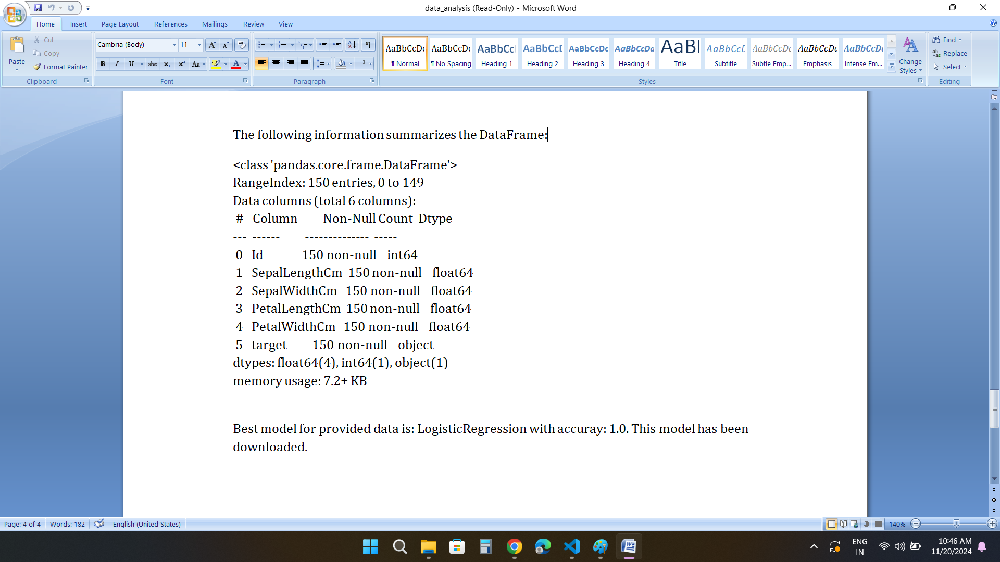 data_analysis (Read-Only) - Microsoft Word
Home Insert Page Layout References Mailings Review View
Paste
Cut
Copy
Format Painter
Clipboard
Cambria (Body) 11
Font
Paragraph
AaBbCcDc AaBbCcDc AaBbCcl AaBbCcI AaBbCcDc AaBbCcDa AaBl AaBbCcL AaBbCcDc AaBbCcDc AaBbCcDc
¶ Normal ¶ No Spacing Heading 1 Heading 2 Heading 3 Heading 4 Title Subtitle Subtle Emp... Emphasis Intense Em...
Change
Styles
Styles
Find
Replace
Select
Editing
The following information summarizes the DataFrame:
<class 'pandas.core.frame.DataFrame'>
RangeIndex: 150 entries, 0 to 149
Data columns (total 6 columns):
# Column Non-Null Count Dtype
--- ------ -------------- -----
0 Id 150 non-null int64
1 SepalLengthCm 150 non-null float64
2 SepalWidthCm 150 non-null float64
3 PetalLengthCm 150 non-null float64
4 PetalWidthCm 150 non-null float64
5 target 150 non-null object
dtypes: float64(4), int64(1), object(1)
memory usage: 7.2+ KB
Best model for provided data is: LogisticRegression with accuray: 1.0. This model has been
downloaded.
Page: 4 of 4 Words: 182 English (United States) 140%
ENG
IN
10:46 AM
11/20/2024